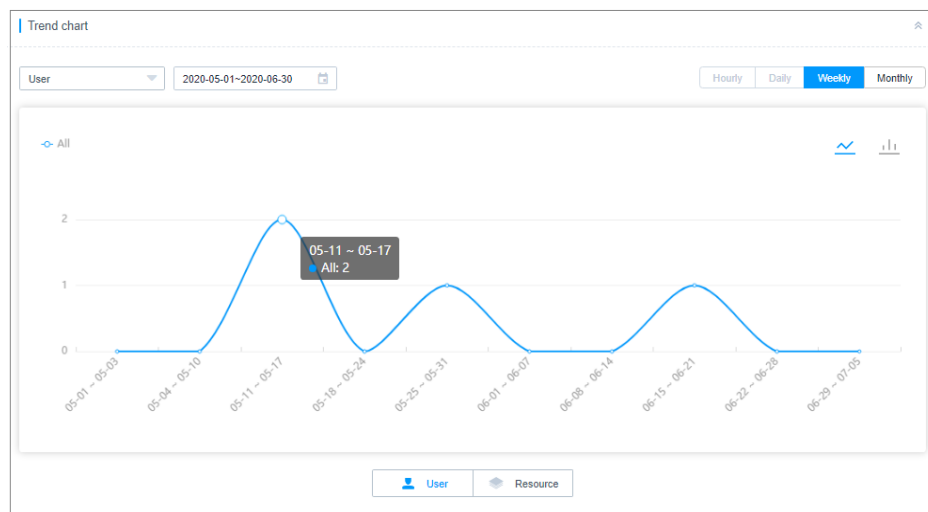 Trend chart
User
2020-05-01~2020-06-30
Hourly
Daily
Weekly
Monthly
All
2
1
0
05-11 ~ 05-17
All: 2
05-01 ~ 05-03
05-04 ~ 05-10
05-11 ~ 05-17
05-18 ~ 05-24
05-25 ~ 05-31
06-01 ~ 06-07
06-08 ~ 06-14
06-15 ~ 06-21
06-22 ~ 06-28
06-29 ~ 07-05
User
Resource